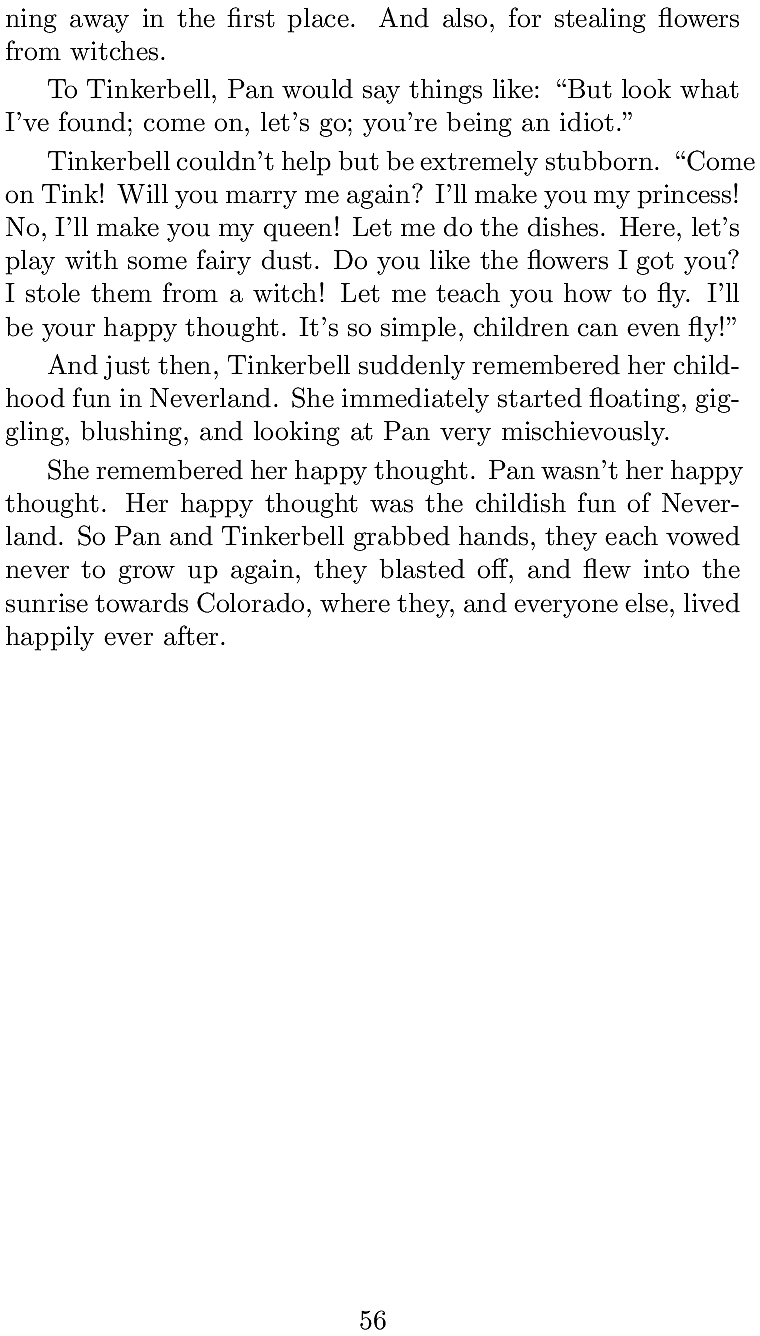 ning away in the first place. And also, for stealing flowers
from witches.
To Tinkerbell, Pan would say things like: “But look what
I’ve found; come on, let’s go; you’re being an idiot.”
Tinkerbell couldn’t help but be extremely stubborn. “Come
on Tink! Will you marry me again? I’ll make you my princess!
No, I’ll make you my queen! Let me do the dishes. Here, let’s
play with some fairy dust. Do you like the flowers I got you?
I stole them from a witch! Let me teach you how to fly. I’ll
be your happy thought. It’s so simple, children can even fly!”
And just then, Tinkerbell suddenly remembered her child-
hood fun in Neverland. She immediately started floating, gig-
gling, blushing, and looking at Pan very mischievously.
She remembered her happy thought. Pan wasn’t her happy
thought. Her happy thought was the childish fun of Never-
land. So Pan and Tinkerbell grabbed hands, they each vowed
never to grow up again, they blasted off, and flew into the
sunrise towards Colorado, where they, and everyone else, lived
happily ever after.
56